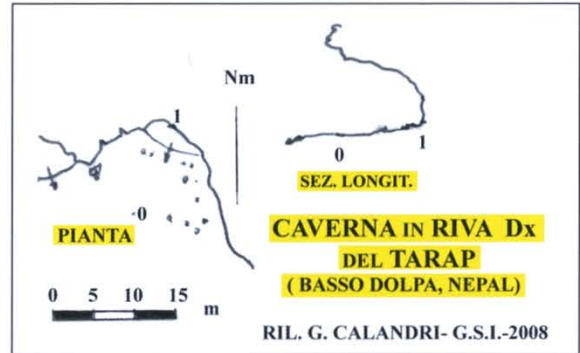 Nm
1
0
PIANTA
0 5 10 15
m
0 1
SEZ. LONGIT.
CAVERNA IN RIVA Dx
DEL TARAP
( BASSO DOLPA, NEPAL)
RIL. G. CALANDRI- G.S.I.-2008